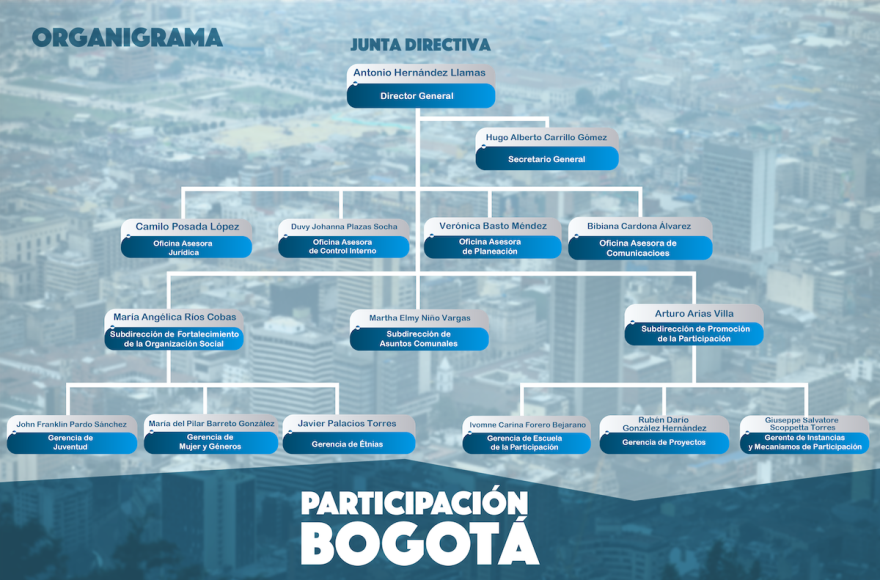 ORGANIGRAMA
JUNTA DIRECTIVA
Antonio Hernández Llamas
Director General
Hugo Alberto Carrillo Gómez
Secretario General
Camilo Posada López
Oficina Asesora
Jurídica
Duvy Johanna Plazas Socha
Oficina Asesora
de Control Interno
Verónica Basto Méndez
Oficina Asesora
de Planeación
Bibiana Cardona Álvarez
Oficina Asesora de
Comunicacioes
María Angélica Ríos Cobas
Subdirección de Fortalecimiento
de la Organización Social
Martha Elmy Niño Vargas
Subdirección de
Asuntos Comunales
Arturo Arias Villa
Subdirección de Promoción
de la Participación
John Franklin Pardo Sánchez
Gerencia de
Juventud
María del Pilar Barreto González
Gerencia de
Mujer y Géneros
Javier Palacios Torres
Gerencia de Étnias
Ivomne Carina Forero Bejarano
Gerencia de Escuela
de la Participación
Rubén Darío
González Hernández
Gerencia de Proyectos
Giuseppe Salvatore
Scoppetta Torres
Gerente de Instancias
y Mecanismos de Participación
PARTICIPACIÓN
BOGOTÁ